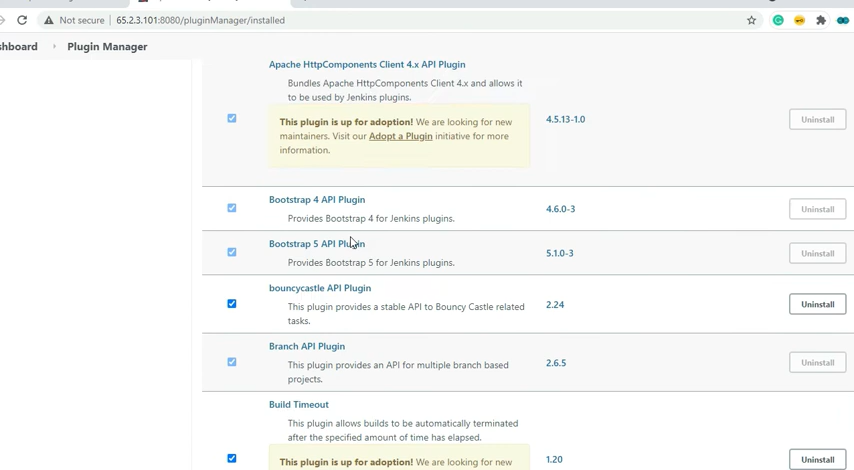 Not secure | 65.2.3.101:8080/pluginManager/installed
shboard › Plugin Manager
Apache HttpComponents Client 4.x API Plugin
Bundles Apache HttpComponents Client 4.x and allows it
to be used by Jenkins plugins.
This plugin is up for adoption! We are looking for new
maintainers. Visit our Adopt a Plugin initiative for more
information.
4.5.13-1.0
Uninstall
Bootstrap 4 API Plugin
Provides Bootstrap 4 for Jenkins plugins.
4.6.0-3
Uninstall
Bootstrap 5 API Plugin
Provides Bootstrap 5 for Jenkins plugins.
5.1.0-3
Uninstall
bouncycastle API Plugin
This plugin provides a stable API to Bouncy Castle related
tasks.
2.24
Uninstall
Branch API Plugin
This plugin provides an API for multiple branch based
projects.
2.6.5
Uninstall
Build Timeout
This plugin allows builds to be automatically terminated
after the specified amount of time has elapsed.
This plugin is up for adoption! We are looking for new
1.20
Uninstall